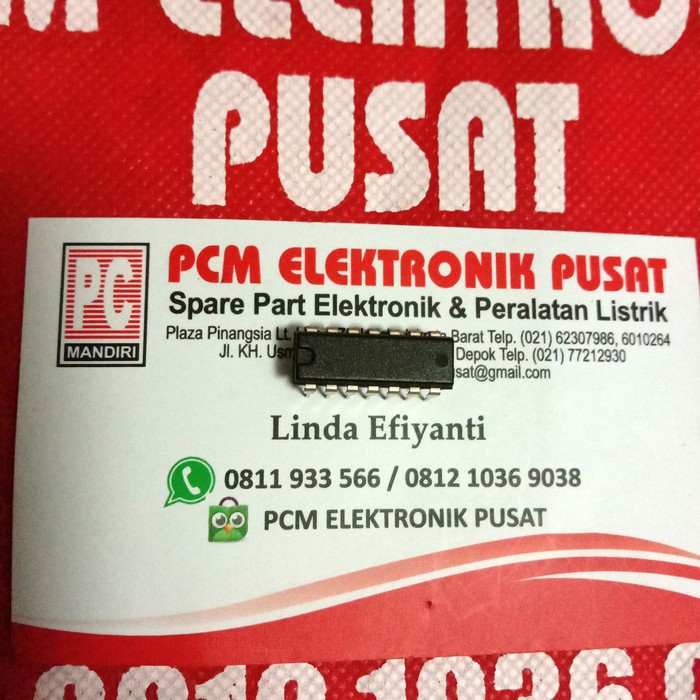 PUSAT
PC
MANDIRI
PCM ELEKTRONIK PUSAT
Spare Part Elektronik & Peralatan Listrik
Plaza Pinangsia Lt. Barat Telp. (021) 62307986, 6010264
Jl. KH. Depok Telp. (021) 77212930
@gmail.com
Linda Efiyanti
0811 933 566 / 0812 1036 9038
PCM ELEKTRONIK PUSAT